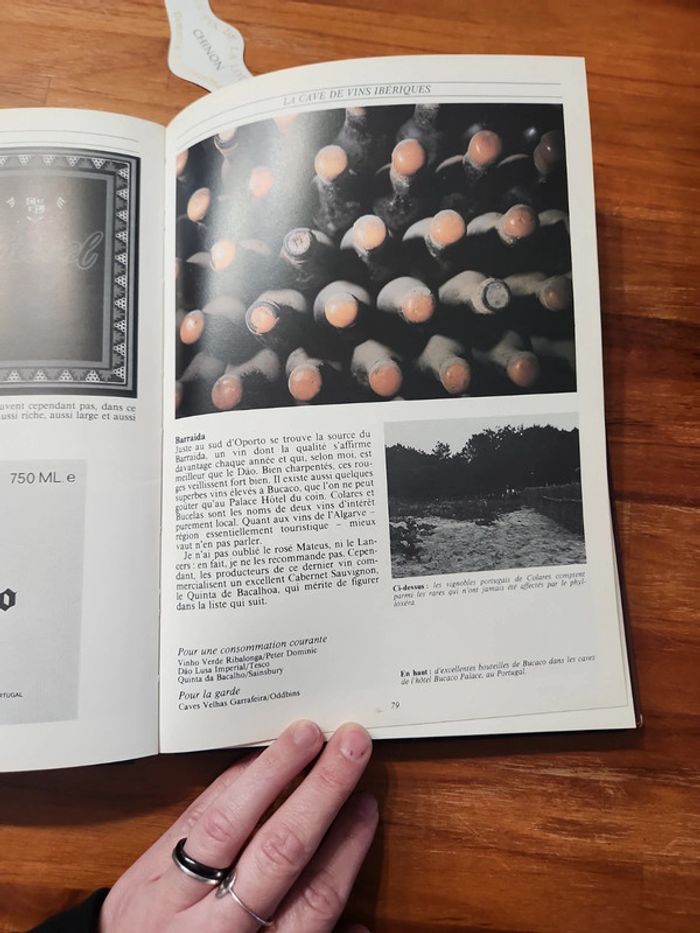 CHINON
LA CAVE DE VINS IBÉRIQUES
uvent cependant pas, dans ce
ussi riche, aussi large et aussi
750 ML e
o
PORTUGAL
Barraida
Juste au sud d'Oporto se trouve la source du
Barraida, un vin dont la qualité s'affirme
davantage chaque année et qui, selon moi, est
meilleur que le Dáo. Bien charpentés, ces rou-
ges veillissent fort bien. Il existe aussi quelques
superbes vins élevés à Bucaco, que l'on ne peut
goûter qu'au Palace Hôtel du coin. Colares et
Bucelas sont les noms de deux vins d'intérêt
purement local. Quant aux vins de l'Algarve –
région essentiellement touristique – mieux
vaut n'en pas parler.
Je n'ai pas oublié le rosé Mateus, ni le Lan-
cers : en fait, je ne les recommande pas. Cepen-
dant, les producteurs de ce dernier vin com-
mercialisent un excellent Cabernet Sauvignon,
le Quinta de Bacalhoa, qui mérite de figurer
dans la liste qui suit.
Pour une consommation courante
Vinho Verde Ribalonga/Peter Dominic
Dáo Lusa Imperial/Tesco
Quinta da Bacalho/Sainsbury
Pour la garde
Caves Velhas Garrafeira/Oddbins
Ci-dessus : les vignobles portugais de Colares comptent
parmi les rares qui n'ont jamais été affectés par le phyl-
loxéra.
En haut : d'excellentes bouteilles de Bucaco dans les caves
de l'hôtel Bucaco Palace, au Portugal.
79